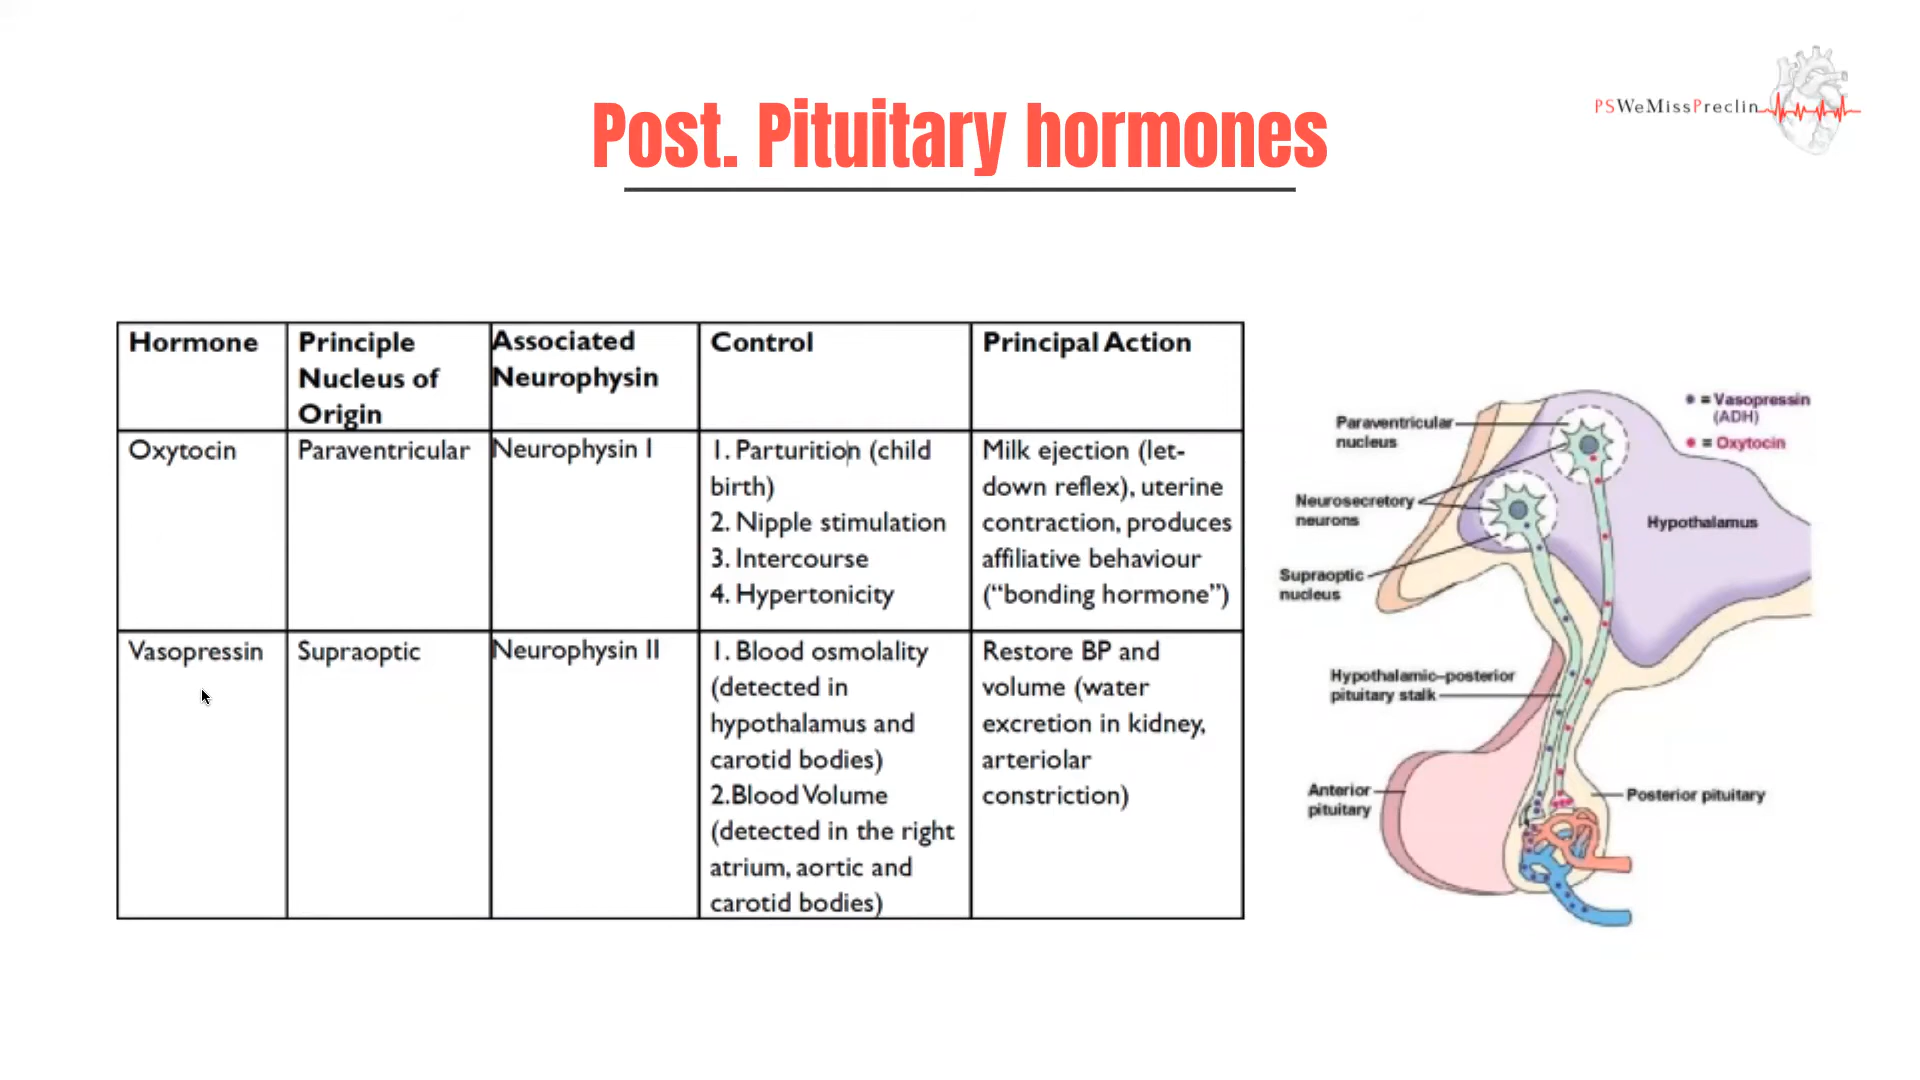 PSWeMissPreclin
Post. Pituitary hormones
Hormone
Principle
Nucleus of
Origin
Associated
Neurophysin
Control
Principal Action
Oxytocin
Paraventricular
Neurophysin I
1. Parturition (child
birth)
2. Nipple stimulation
3. Intercourse
4. Hypertonicity
Milk ejection (let-
down reflex), uterine
contraction, produces
affiliative behaviour
(“bonding hormone”)
Vasopressin
Supraoptic
Neurophysin II
1. Blood osmolality
(detected in
hypothalamus and
carotid bodies)
2.Blood Volume
(detected in the right
atrium, aortic and
carotid bodies)
Restore BP and
volume (water
excretion in kidney,
arteriolar
constriction)
= Vasopressin
(ADH)
= Oxytocin
Paraventricular
nucleus
Neurosecretory
neurons
Hypothalamus
Supraoptic
nucleus
Hypothalamic–posterior
pituitary stalk
Anterior
pituitary
Posterior pituitary